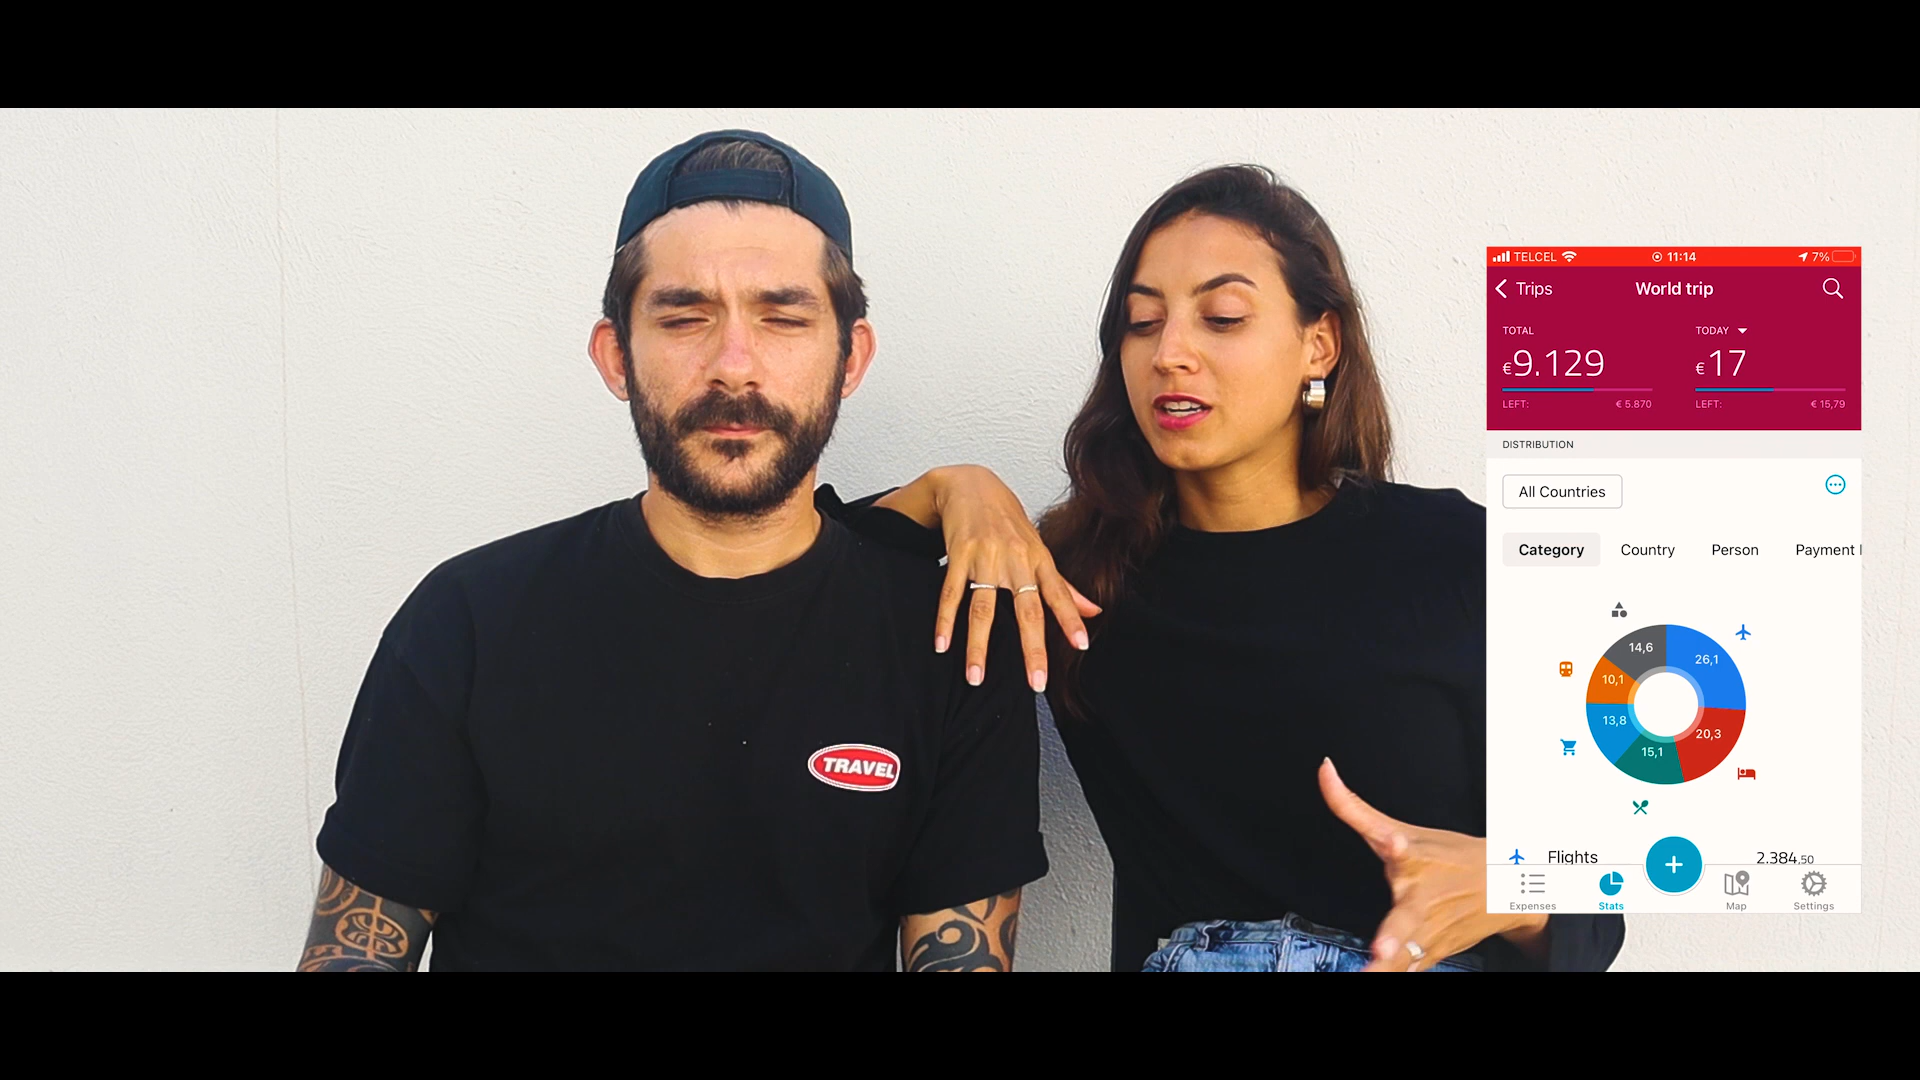 TRAVEL
TELCEL 11:14 7%
Trips World trip
TOTAL TODAY
€9.129 €17
LEFT: € 5.870 LEFT: € 15,79
DISTRIBUTION
All Countries
Category Country Person Payment
14,6 26,1
10,1
13,8 20,3
15,1
Flights 2.384,50
+
Expenses Stats Map Settings